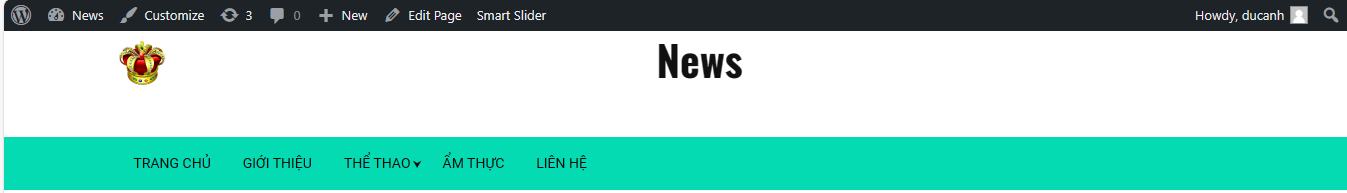 News Customize 3 0 New Edit Page Smart Slider Howdy, ducanh
News
TRANG CHỦ GIỚI THIỆU THỂ THAO ẨM THỰC LIÊN HỆ